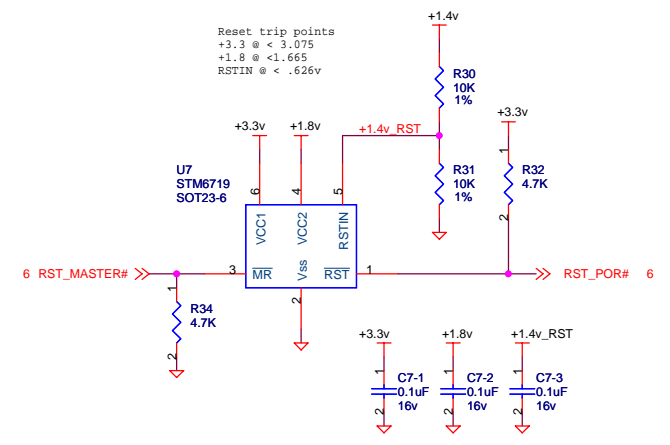 Reset trip points
+3.3 @ < 3.075
+1.8 @ <1.665
RSTIN @ < .626v
+1.4v
R30
10K
1%
+3.3v
+1.8v
+1.4v_RST
+3.3v
U7
STM6719
SOT23-6
6
4
5
R31
10K
1%
1
R32
4.7K
2
VCC1
VCC2
RSTIN
6 RST_MASTER#
3
MR
Vss
RST
1
RST_POR# 6
2
1
R34
4.7K
2
+3.3v
+1.8v
+1.4v_RST
1
C7-1
0.1uF
16v
2
1
C7-2
0.1uF
16v
2
1
C7-3
0.1uF
16v
2